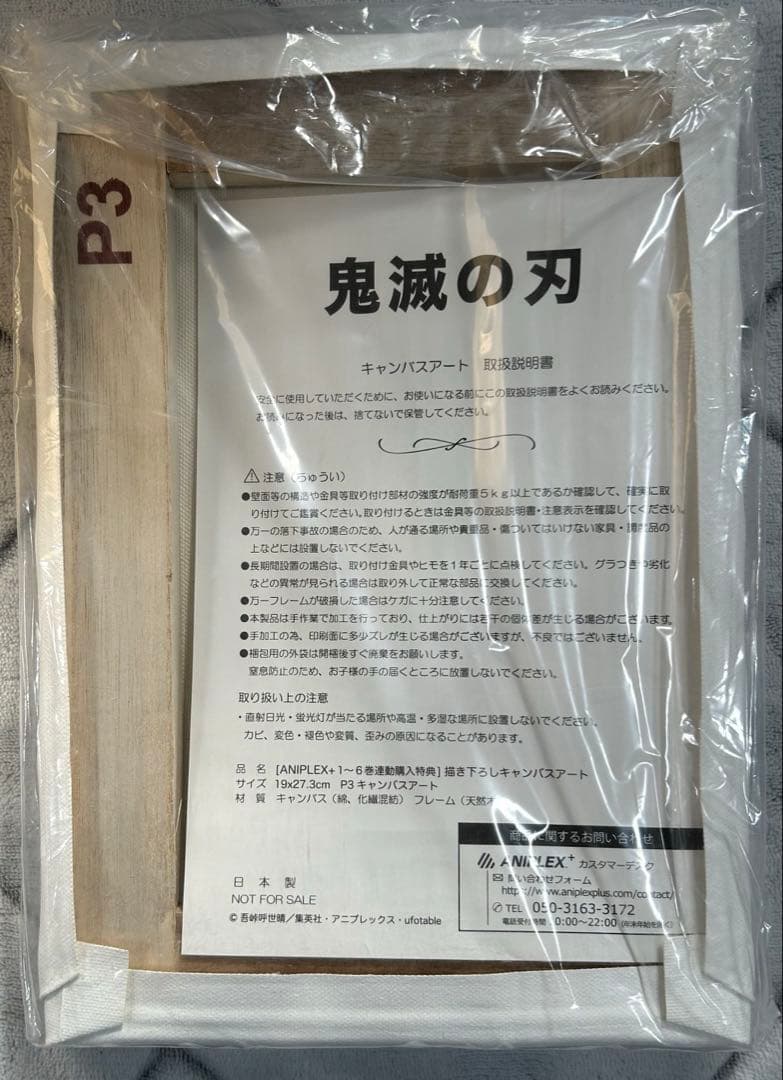 P3
鬼滅の刃
キャンバスアート 取扱説明書
安全に使用していただくために、お使いになる前にこの取扱説明書をよくお読みください。
お読みになった後は、捨てないで保管してください。
⚠注意(ちゅうい)
●壁面等の構造や金具等取り付け部材の強度が耐荷重5kg以上であるか確認して、確実に取
り付けてご鑑賞ください。取り付けるときは金具等の取扱説明書・注意表示を確認してください。
●万一の落下事故の場合のため、人が通る場所や貴重品・傷ついてはいけない家具・調度品の
上などには設置しないでください。
●長期間設置の場合は、取り付け金具やヒモを1年ごとに点検してください。グラつきや劣化
などの異常が見られる場合は取り外して正常な部品に交換してください。
●万一フレームが破損した場合はケガに十分注意してください。
●本製品は手作業で加工を行っており、仕上がりには若干の個体差が生じる場合がございます。
●手加工の為、印刷面に多少ズレが生じる場合がございますが、不良ではございません。
●梱包用の外袋は開梱後すぐ廃棄をお願いします。
窒息防止のため、お子様の手の届くところに放置しないでください。
取り扱い上の注意
・直射日光・蛍光灯が当たる場所や高温・多湿な場所に設置しないでください。
カビ、変色・褪色や変質、歪みの原因になることがあります。
品 名 [ANIPLEX+1～6巻連動購入特典] 描き下ろしキャンバスアート
サイズ 19x27.3cm P3キャンバスアート
材 質 キャンバス(綿、化繊混紡) フレーム(天然木
商品に関するお問い合わせ
ANIPLEX+ カスタマーデスク
問い合わせフォーム
https://www.aniplexplus.com/contact/
TEL 050-3163-3172
電話受付時間 10:00～22:00 (年末年始を除く)
日 本 製
NOT FOR SALE
©吾峠呼世晴／集英社・アニプレックス・ufotable